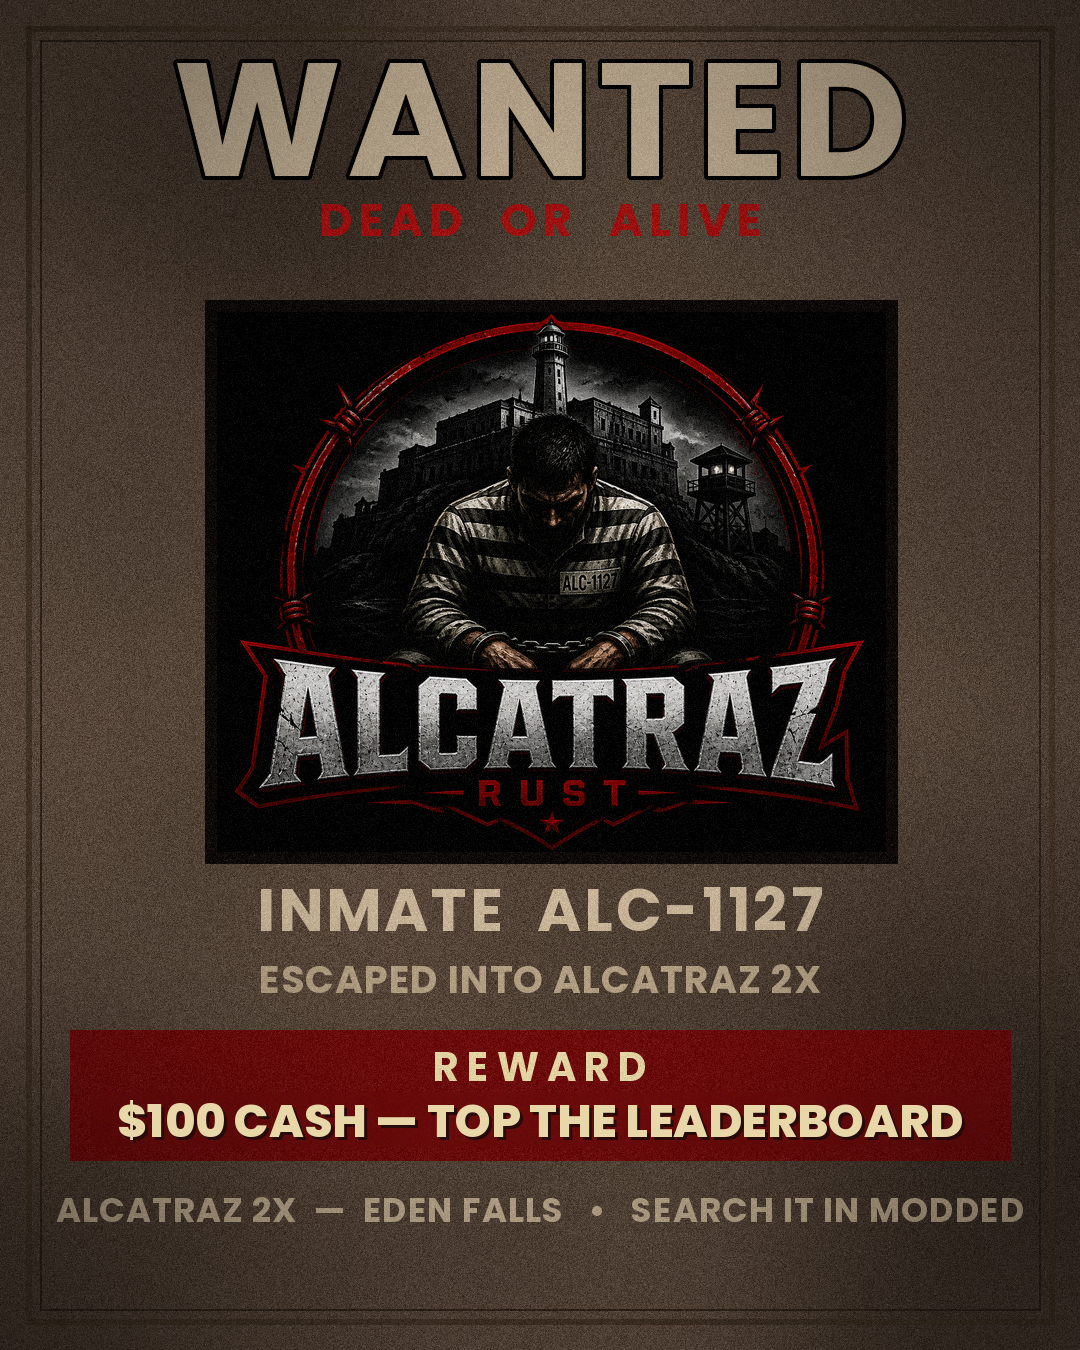 WANTED
DEAD OR ALIVE
ALC-1127
ALCATRAZ
RUST
INMATE ALC-1127
ESCAPED INTO ALCATRAZ 2X
REWARD
$100 CASH — TOP THE LEADERBOARD
ALCATRAZ 2X — EDEN FALLS • SEARCH IT IN MODDED